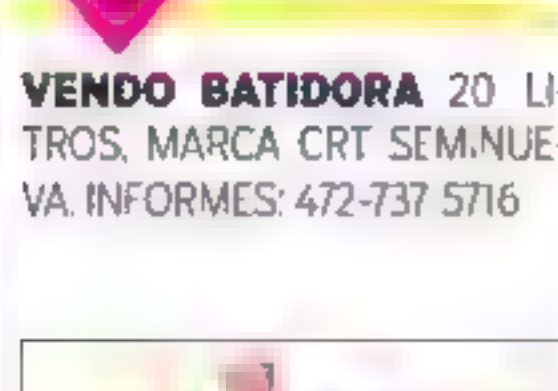 VENDO BATIDORA 20 LI-
TROS, MARCA CRT SEMINUE-
VA. INFORMES: 472-737 5716